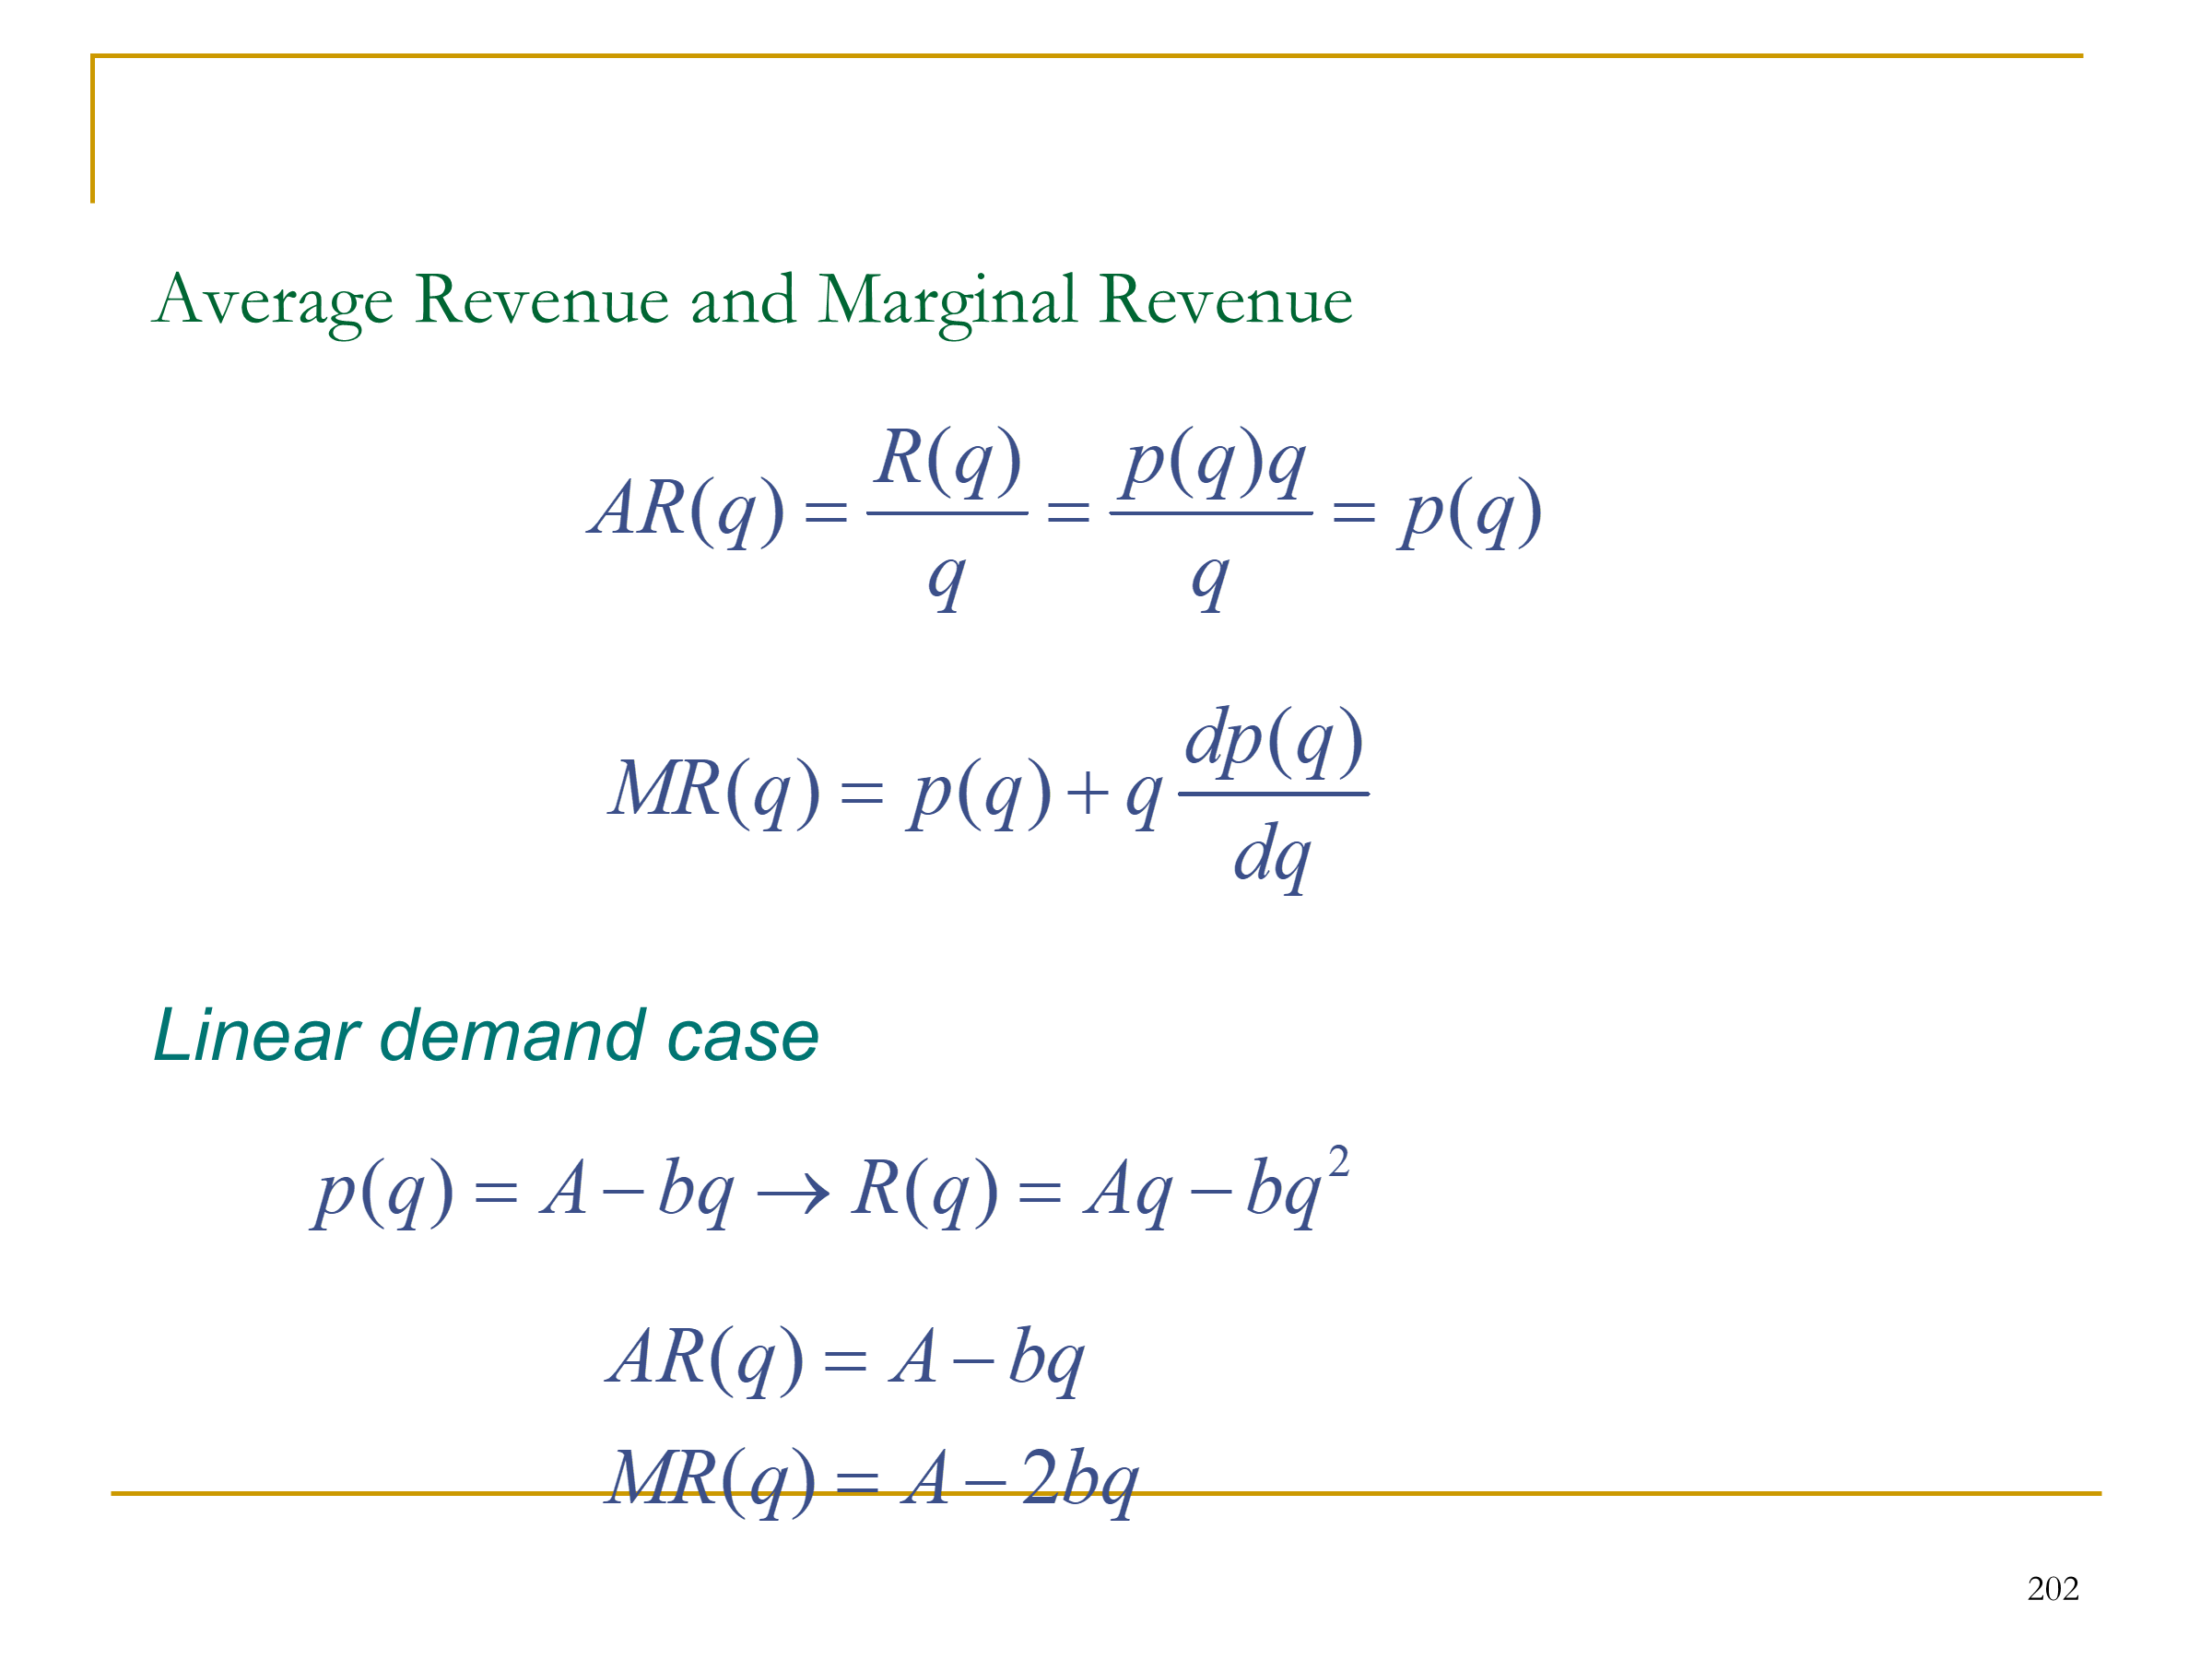 Average Revenue and Marginal Revenue
AR(q) = R(q)/q = p(q)q/q = p(q)
MR(q) = p(q) + q dp(q)/dq
Linear demand case
p(q) = A − bq → R(q) = Aq − bq²
AR(q) = A − bq
MR(q) = A − 2bq
202